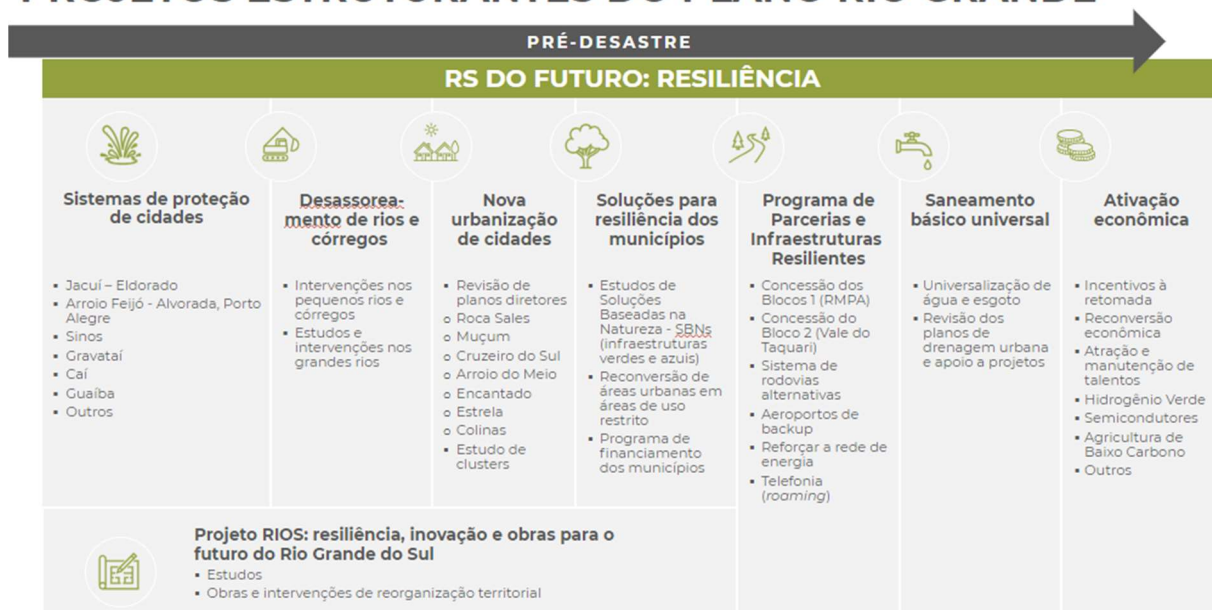 PROJETOS ESTRUTURANTES DO PLANO RIO GRANDE
PRÉ-DESASTRE
RS DO FUTURO: RESILIÊNCIA
Sistemas de proteção
de cidades
▪ Jacuí – Eldorado
▪ Arroio Feijó - Alvorada, Porto
Alegre
▪ Sinos
▪ Gravataí
▪ Caí
▪ Guaíba
▪ Outros
Desassorea-
mento de rios e
córregos
▪ Intervenções nos
pequenos rios e
córregos
▪ Estudos e
intervenções nos
grandes rios
Nova
urbanização
de cidades
▪ Revisão de
planos diretores
o Roca Sales
o Muçum
o Cruzeiro do Sul
o Arroio do Meio
o Encantado
o Estrela
o Colinas
▪ Estudo de
clusters
Soluções para
resiliência dos
municípios
▪ Estudos de
Soluções
Baseadas na
Natureza - SBNs
(infraestruturas
verdes e azuis)
▪ Reconversão de
áreas urbanas em
áreas de uso
restrito
▪ Programa de
financiamento
dos municípios
Programa de
Parcerias e
Infraestruturas
Resilientes
▪ Concessão dos
Blocos 1 (RMPA)
▪ Concessão do
Bloco 2 (Vale do
Taquari)
▪ Sistema de
rodovias
alternativas
▪ Aeroportos de
backup
▪ Reforçar a rede de
energia
▪ Telefonia
(roaming)
Saneamento
básico universal
▪ Universalização de
água e esgoto
▪ Revisão dos
planos de
drenagem urbana
e apoio a projetos
Ativação
econômica
▪ Incentivos à
retomada
▪ Reconversão
econômica
▪ Atração e
manutenção de
talentos
▪ Hidrogênio Verde
▪ Semicondutores
▪ Agricultura de
Baixo Carbono
▪ Outros
Projeto RIOS: resiliência, inovação e obras para o
futuro do Rio Grande do Sul
▪ Estudos
▪ Obras e intervenções de reorganização territorial